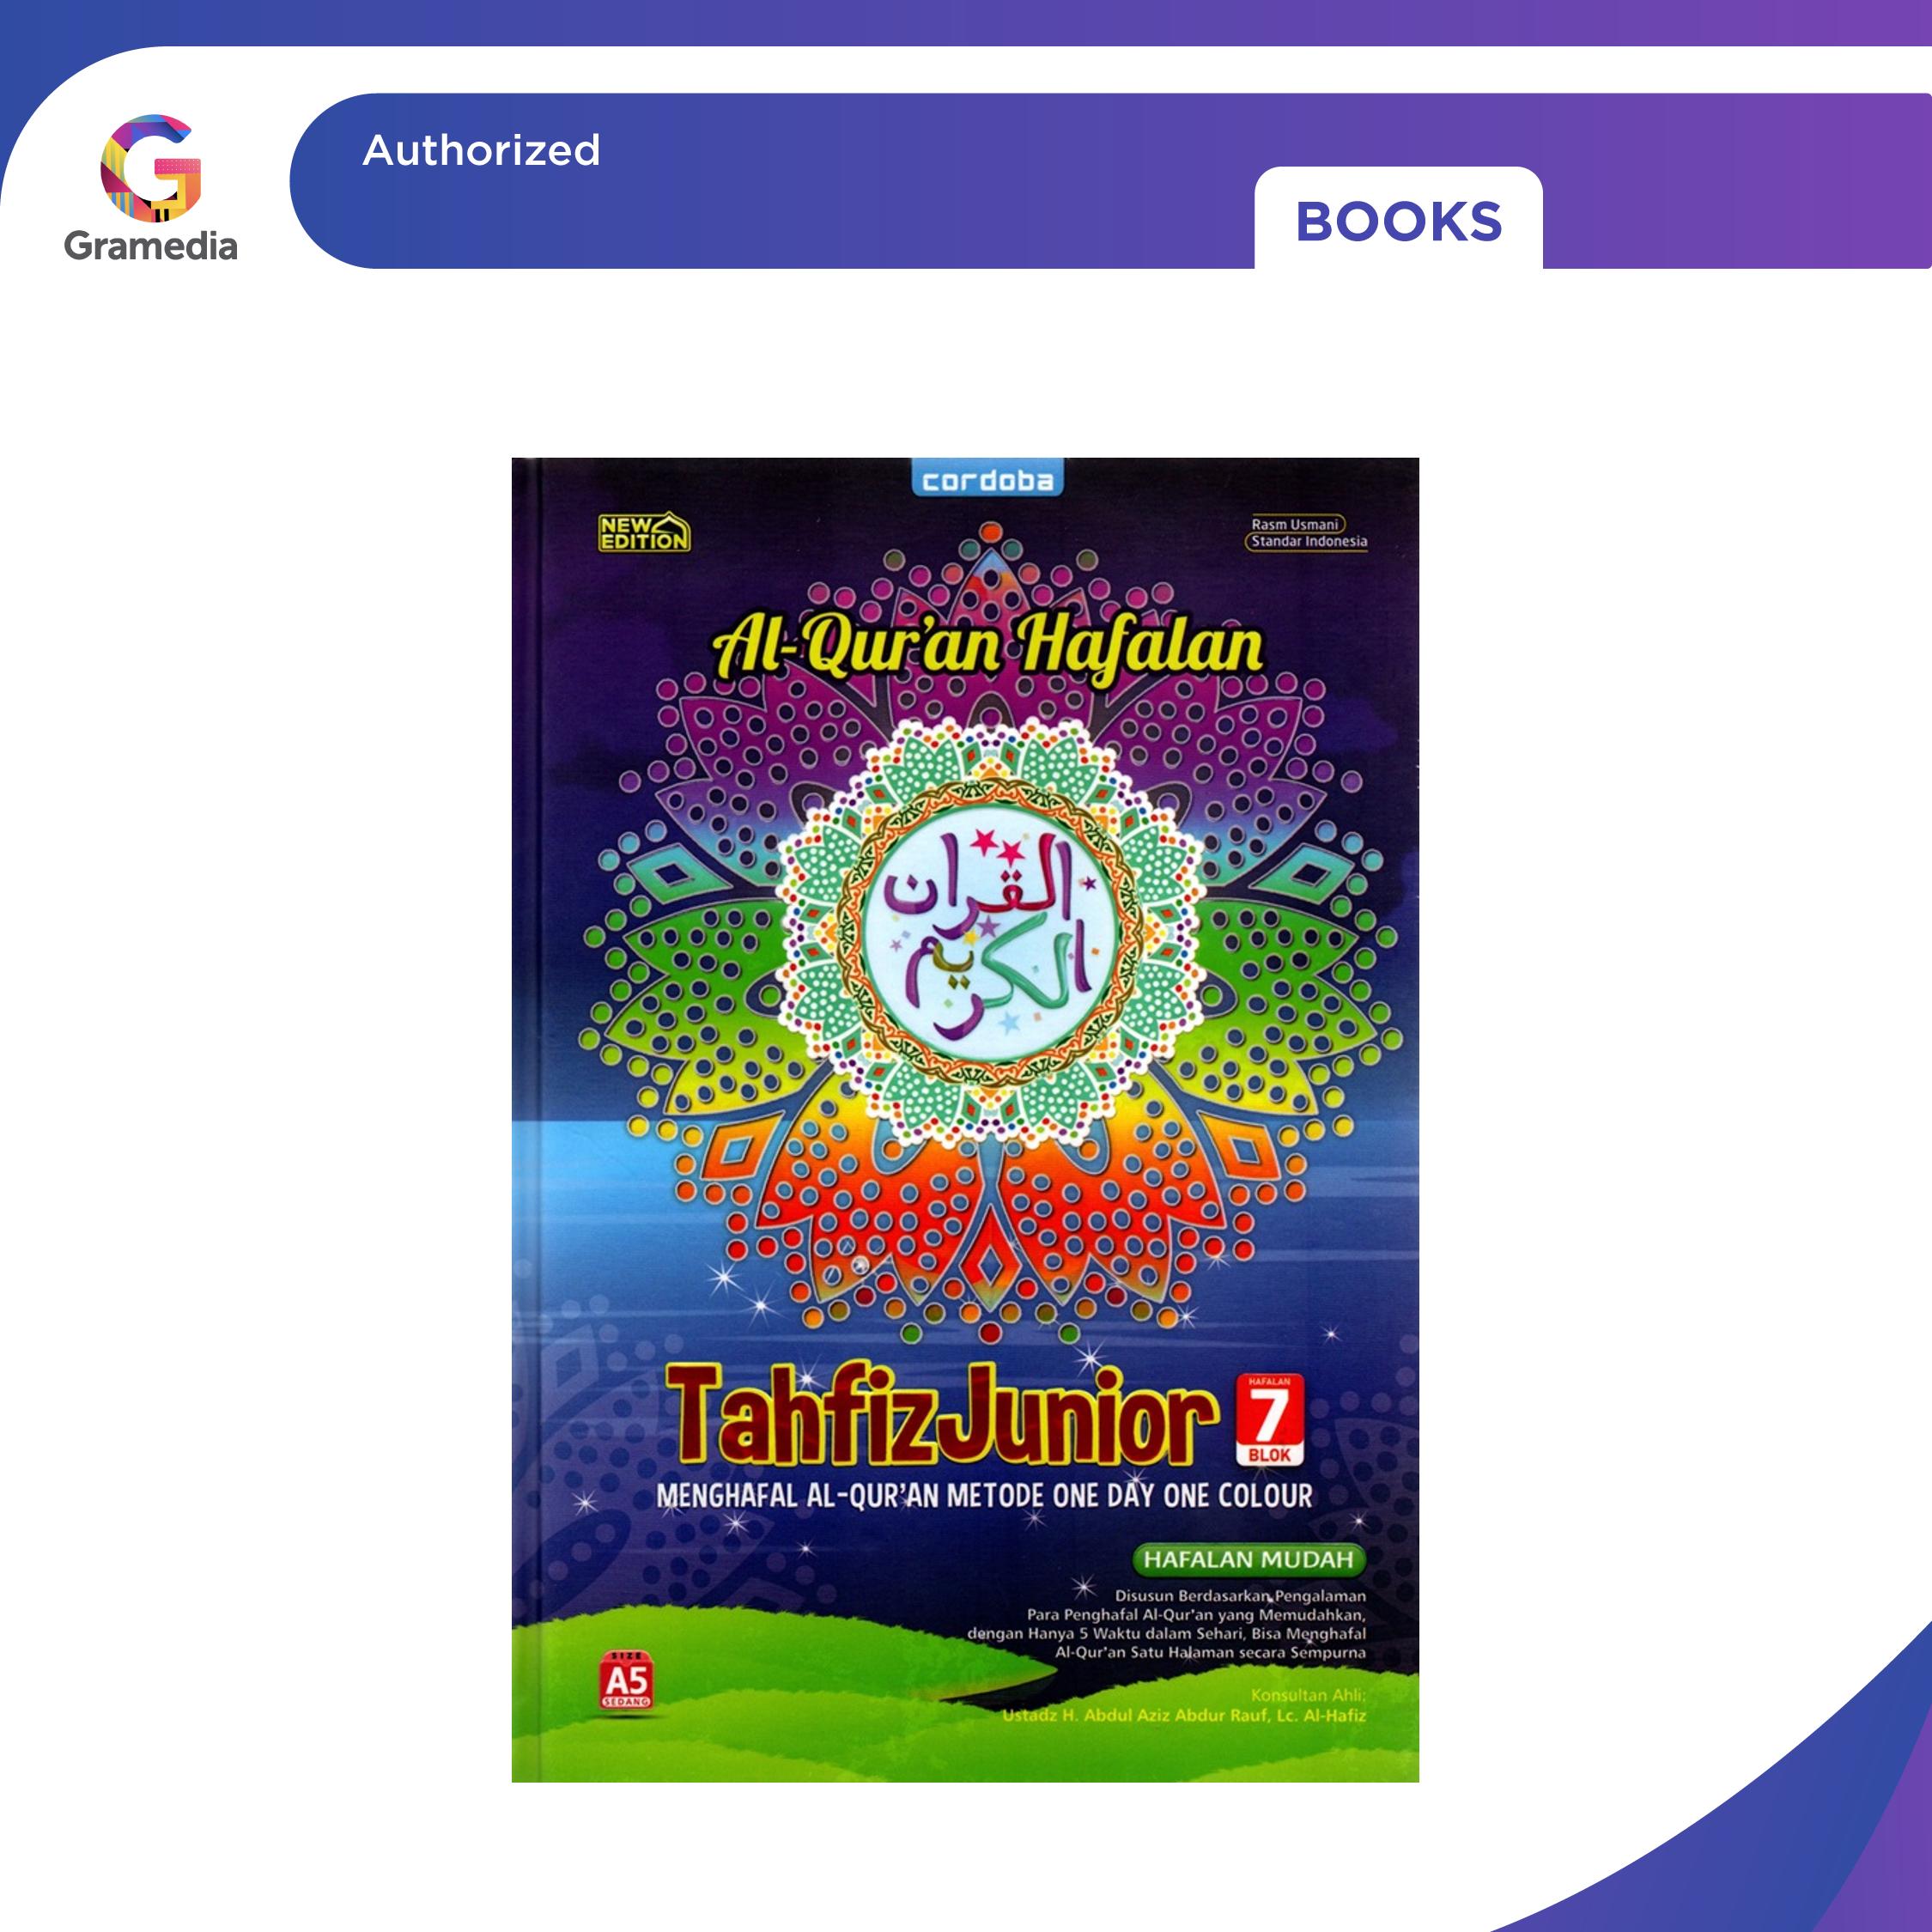 Gramedia
Authorized
BOOKS
cordoba
NEW
EDITION
Rasm Usmani
Standar Indonesia
Al-Qur'an Hafalan
القرآن
الكريم
Tahfiz Junior
HAFALAN
7
BLOK
MENGHAFAL AL-QUR'AN METODE ONE DAY ONE COLOUR
HAFALAN MUDAH
Disusun Berdasarkan Pengalaman
Para Penghafal Al-Qur'an yang Memudahkan,
dengan Hanya 5 Waktu dalam Sehari, Bisa Menghafal
Al-Qur'an Satu Halaman secara Sempurna
SIZE
A5
SEDANG
Konsultan Ahli:
Ustadz H. Abdul Aziz Abdur Rauf, Lc. Al-Hafiz